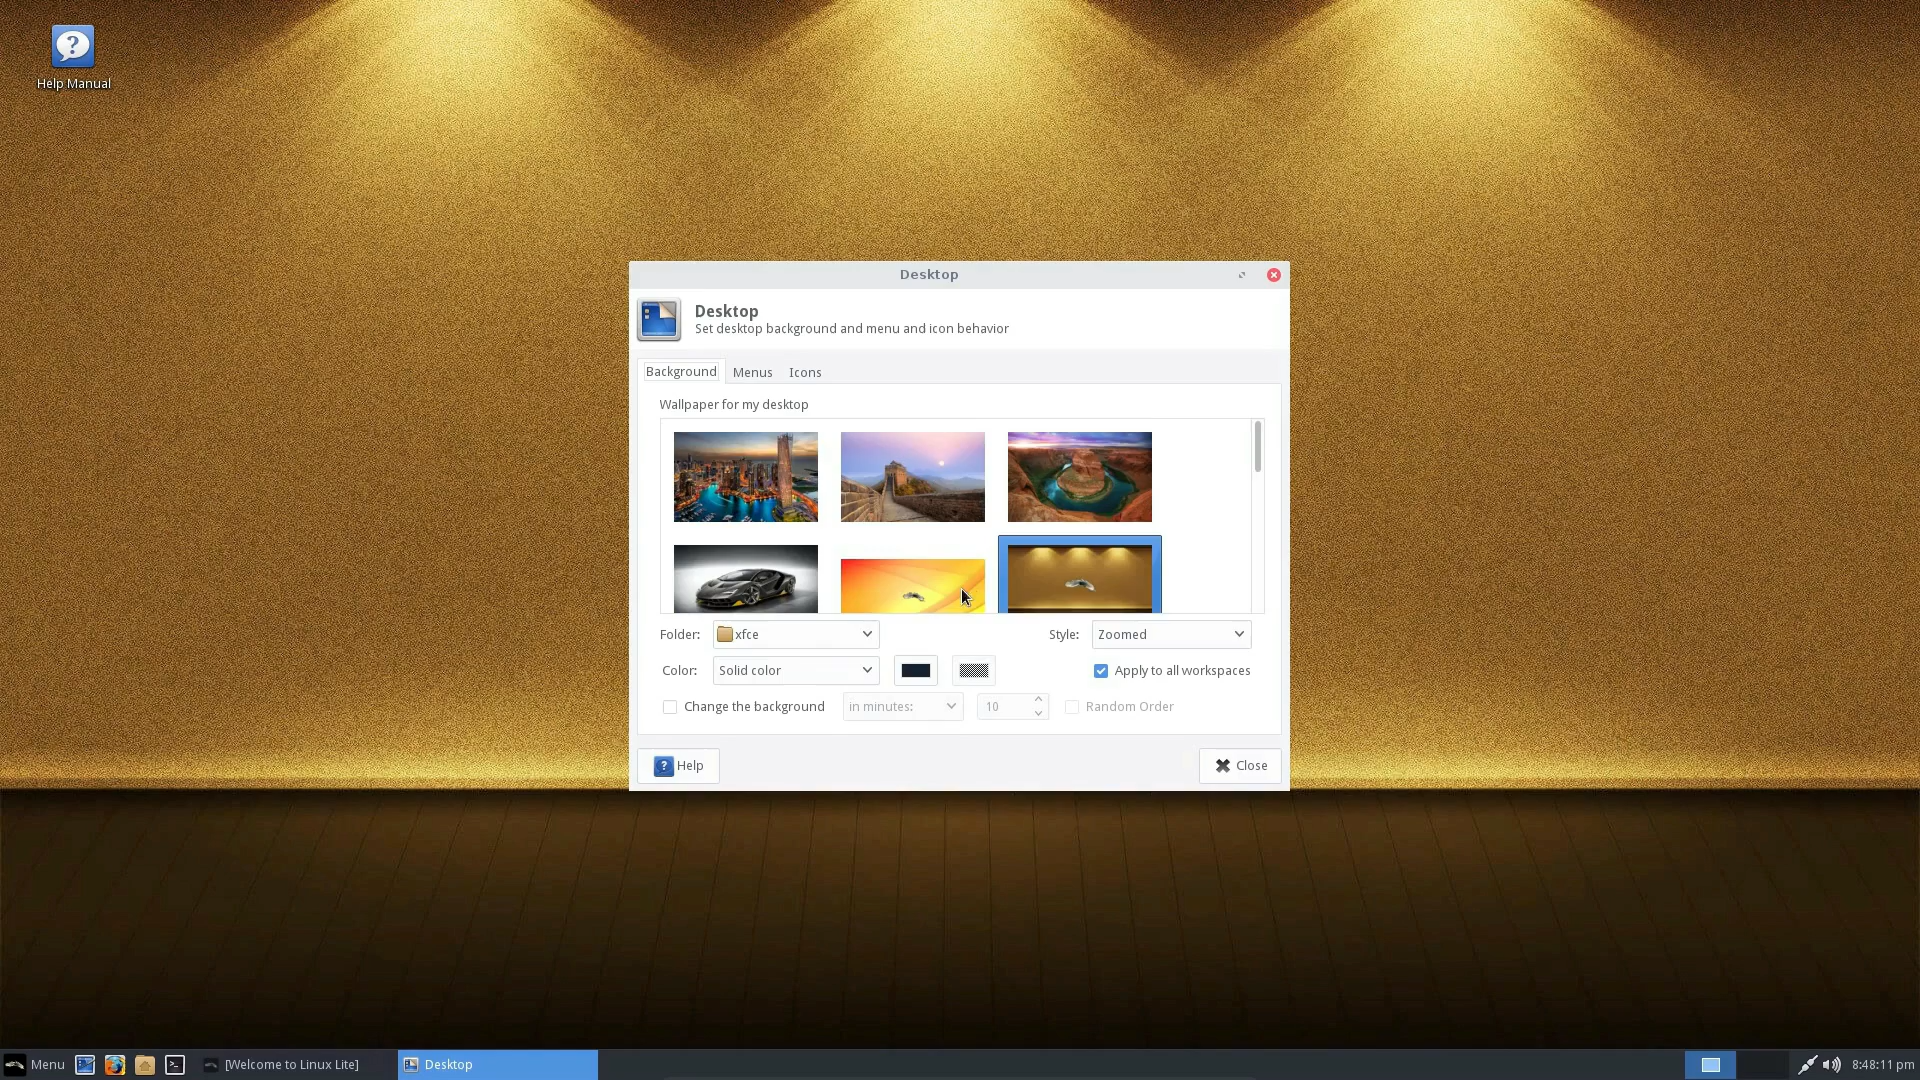 Help Manual
Desktop
Desktop
Set desktop background and menu and icon behavior
Background Menus Icons
Wallpaper for my desktop
Folder: xfce Style: Zoomed
Color: Solid color Apply to all workspaces
Change the background in minutes: 10 Random Order
Help Close
Menu [Welcome to Linux Lite] Desktop 8:48:11 pm